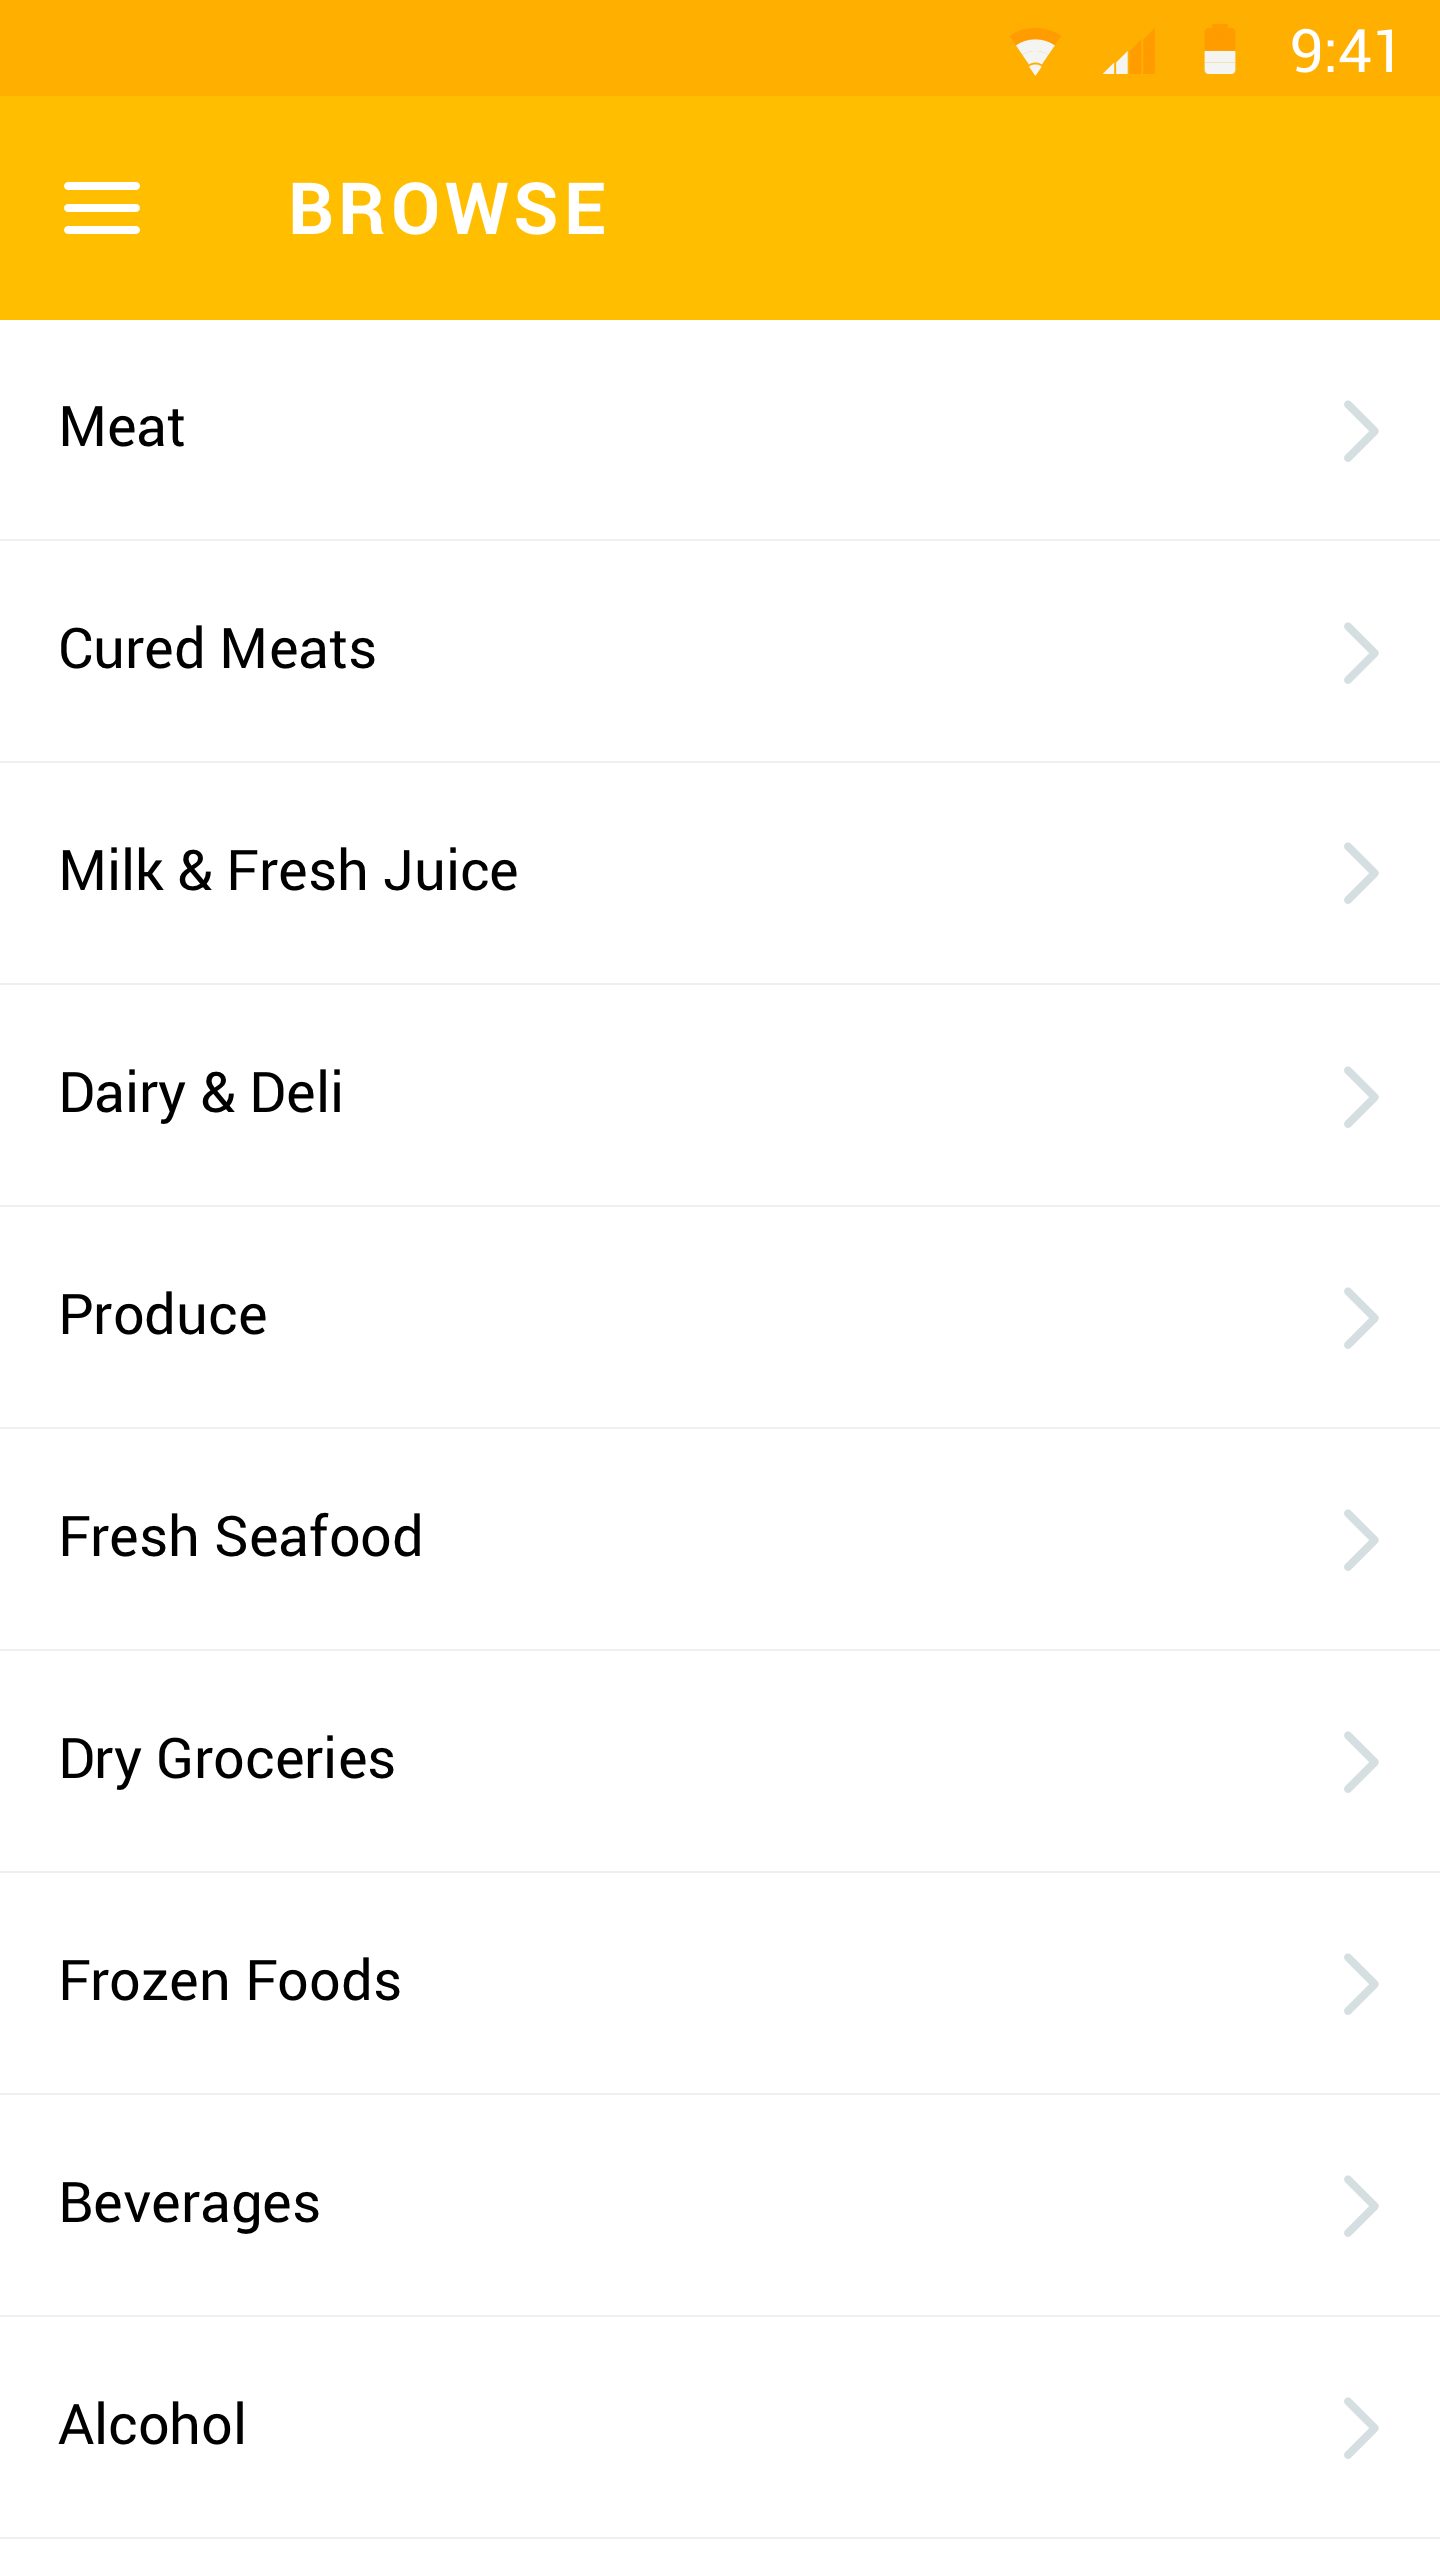 9:41
BROWSE
Meat
Cured Meats
Milk & Fresh Juice
Dairy & Deli
Produce
Fresh Seafood
Dry Groceries
Frozen Foods
Beverages
Alcohol